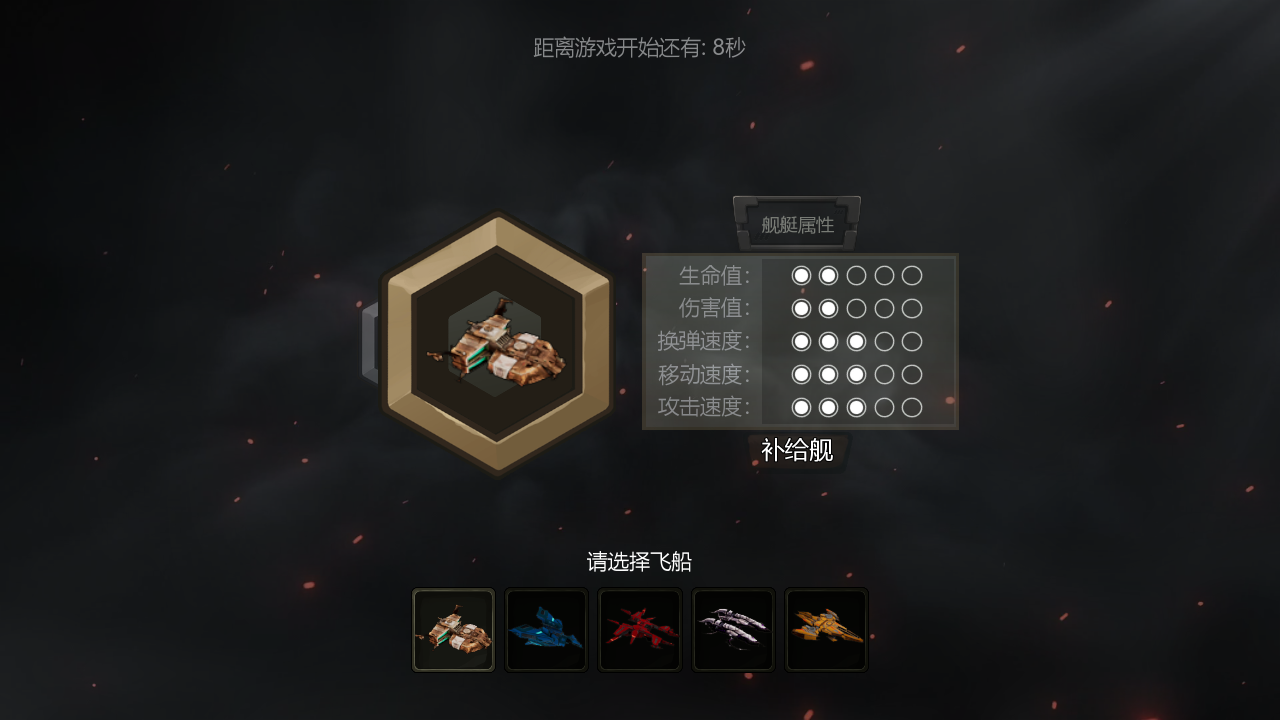 距离游戏开始还有: 8秒
舰艇属性
生命值:
伤害值:
换弹速度:
移动速度:
攻击速度:
补给舰
请选择飞船